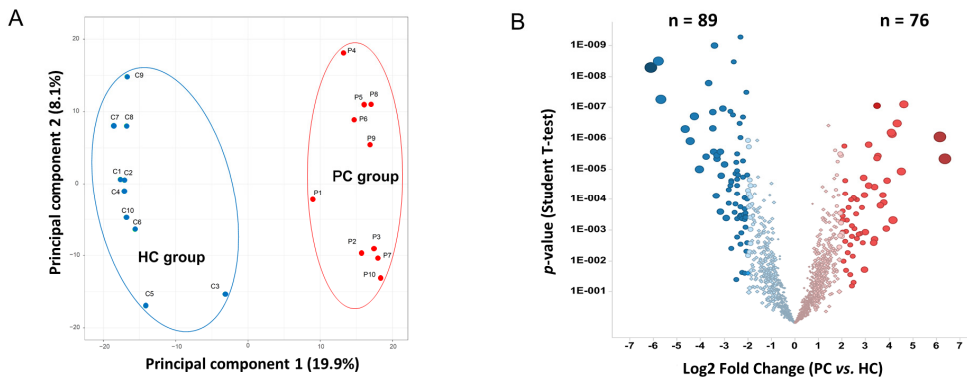 A
Principal component 2 (8.1%)
20
10
0
−10
−20
C9
C7
C8
C1
C2
C4
C10
C6
HC group
C5
C3
P4
P5
P8
P6
P9
PC group
P1
P2
P3
P7
P10
−20
−10
0
10
20
Principal component 1 (19.9%)
B
n = 89
n = 76
p-value (Student T-test)
1E-009
1E-008
1E-007
1E-006
1E-005
1E-004
1E-003
1E-002
1E-001
-7 -6 -5 -4 -3 -2 -1 0 1 2 3 4 5 6 7
Log2 Fold Change (PC vs. HC)